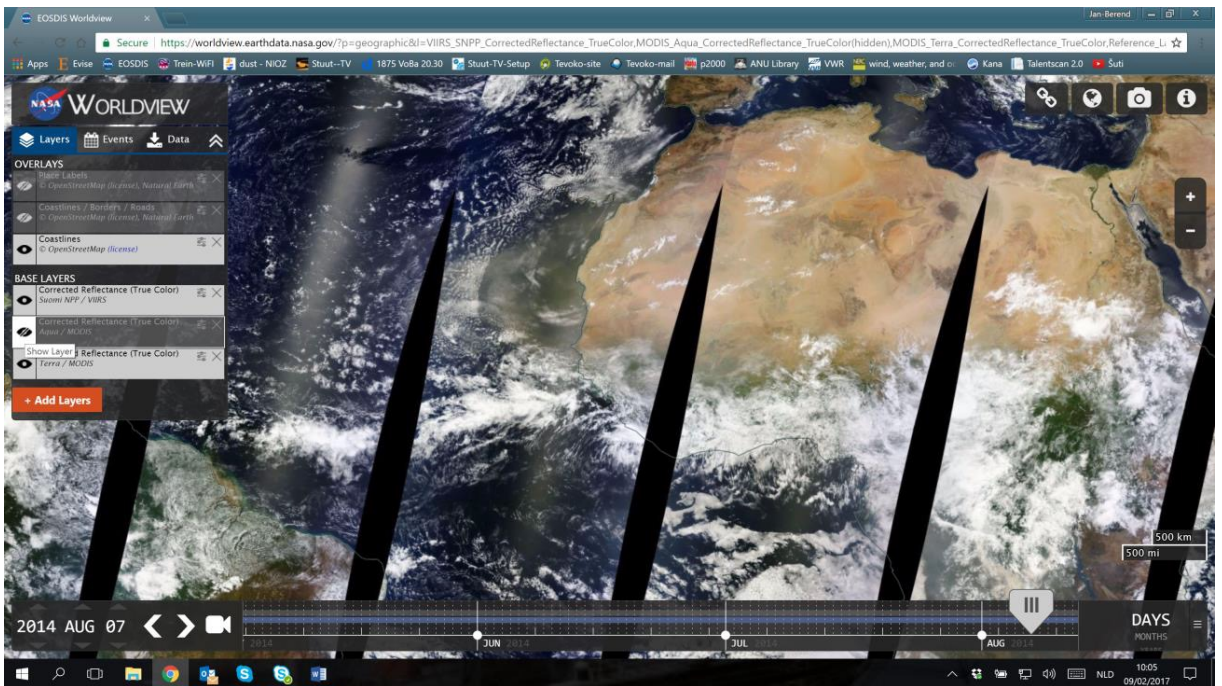 EOSDIS Worldview
Jan-Berend
Secure https://worldview.earthdata.nasa.gov/?p=geographic&l=VIIRS_SNPP_CorrectedReflectance_TrueColor,MODIS_Aqua_CorrectedReflectance_TrueColor(hidden),MODIS_Terra_CorrectedReflectance_TrueColor,Reference_L
Apps Evise EOSDIS Trein-WiFI dust - NIOZ Stuut--TV 1875 VoBa 20.30 Stuut-TV-Setup Tevoko-site Tevoko-mail p2000 ANU Library VWR wind, weather, and o Kana Talentscan 2.0 Šuti
NASA WORLDVIEW
Layers Events Data
OVERLAYS
Place Labels
© OpenStreetMap (license), Natural Earth
Coastlines / Borders / Roads
© OpenStreetMap (license), Natural Earth
Coastlines
© OpenStreetMap (license)
BASE LAYERS
Corrected Reflectance (True Color)
Suomi NPP / VIIRS
Corrected Reflectance (True Color)
Aqua / MODIS
Show Layer
Reflectance (True Color)
Terra / MODIS
+ Add Layers
+
-
500 km
500 mi
2014 AUG 07
2014 JUN 2014 JUL 2014 AUG 2014
DAYS
MONTHS
NLD
10:05
09/02/2017